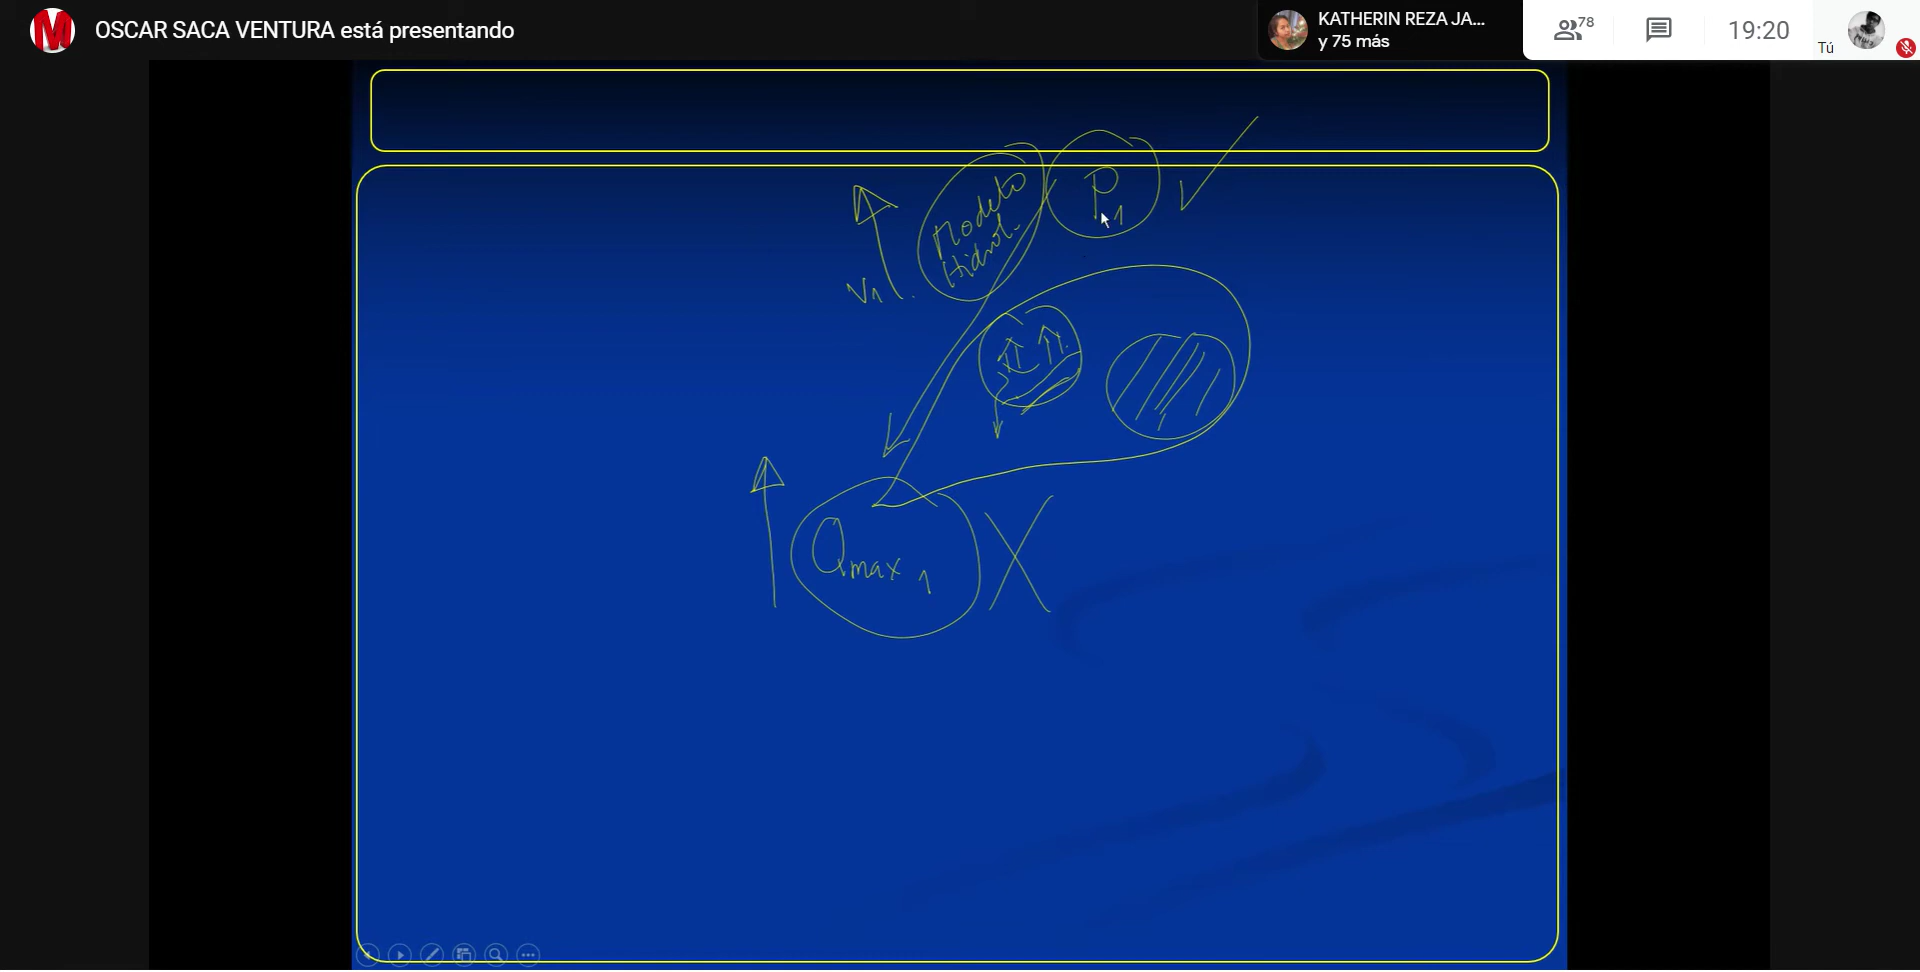 M
OSCAR SACA VENTURA está presentando
KATHERIN REZA JA...
y 75 más
78
19:20
Tú
Modelo
Hidrol.
P1
V1
Qmax 1
X